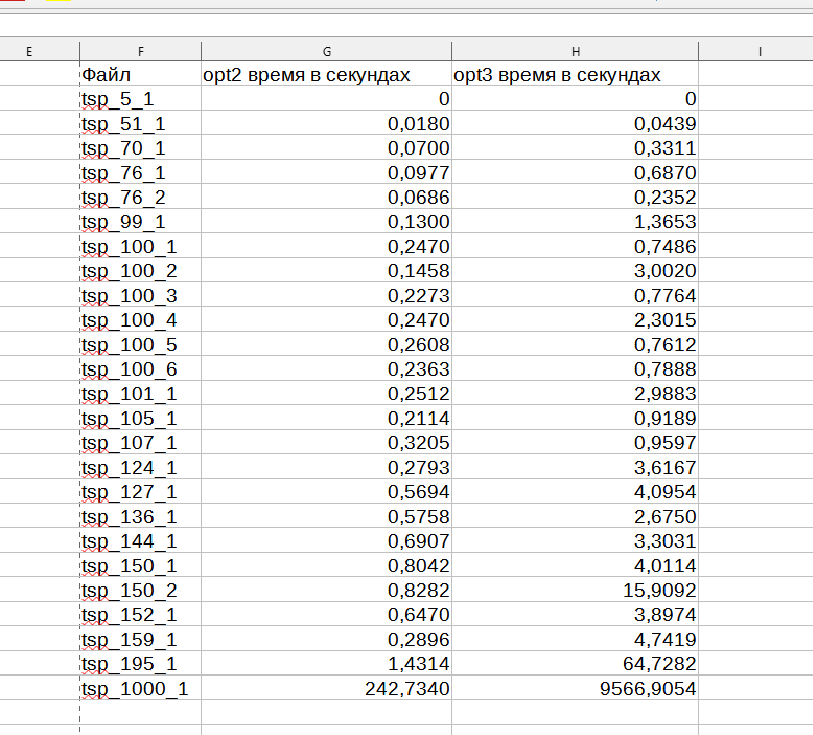 E F G H I
Файл opt2 время в секундах opt3 время в секундах
tsp_5_1 0 0
tsp_51_1 0,0180 0,0439
tsp_70_1 0,0700 0,3311
tsp_76_1 0,0977 0,6870
tsp_76_2 0,0686 0,2352
tsp_99_1 0,1300 1,3653
tsp_100_1 0,2470 0,7486
tsp_100_2 0,1458 3,0020
tsp_100_3 0,2273 0,7764
tsp_100_4 0,2470 2,3015
tsp_100_5 0,2608 0,7612
tsp_100_6 0,2363 0,7888
tsp_101_1 0,2512 2,9883
tsp_105_1 0,2114 0,9189
tsp_107_1 0,3205 0,9597
tsp_124_1 0,2793 3,6167
tsp_127_1 0,5694 4,0954
tsp_136_1 0,5758 2,6750
tsp_144_1 0,6907 3,3031
tsp_150_1 0,8042 4,0114
tsp_150_2 0,8282 15,9092
tsp_152_1 0,6470 3,8974
tsp_159_1 0,2896 4,7419
tsp_195_1 1,4314 64,7282
tsp_1000_1 242,7340 9566,9054